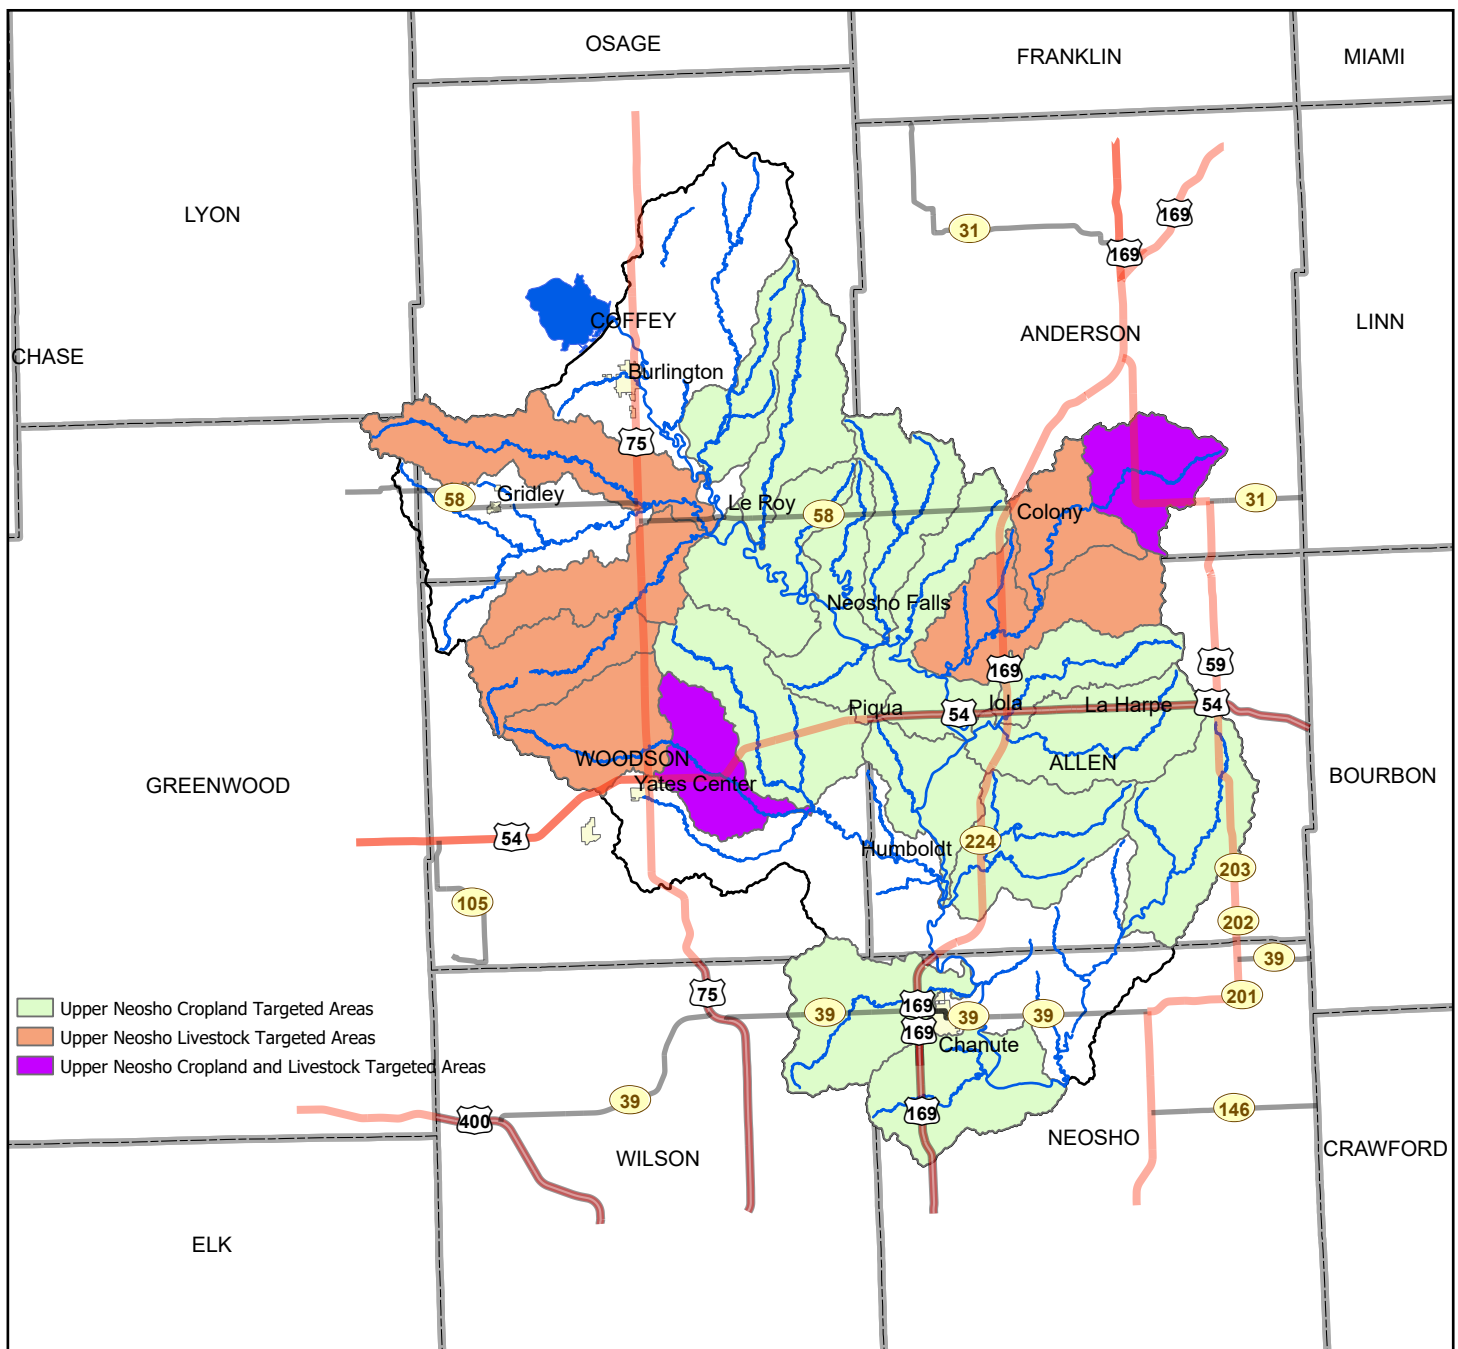 OSAGE
FRANKLIN
MIAMI
LYON
169
31
169
COFFEY
ANDERSON
LINN
CHASE
Burlington
75
58
Gridley
Le Roy
58
Colony
31
Neosho Falls
169
59
Piqua
54
Iola
La Harpe
54
WOODSON
ALLEN
GREENWOOD
Yates Center
BOURBON
54
Humboldt
224
203
105
202
39
75
169
201
Upper Neosho Cropland Targeted Areas
39
39
39
169
Upper Neosho Livestock Targeted Areas
Chanute
Upper Neosho Cropland and Livestock Targeted Areas
39
400
169
146
WILSON
NEOSHO
CRAWFORD
ELK